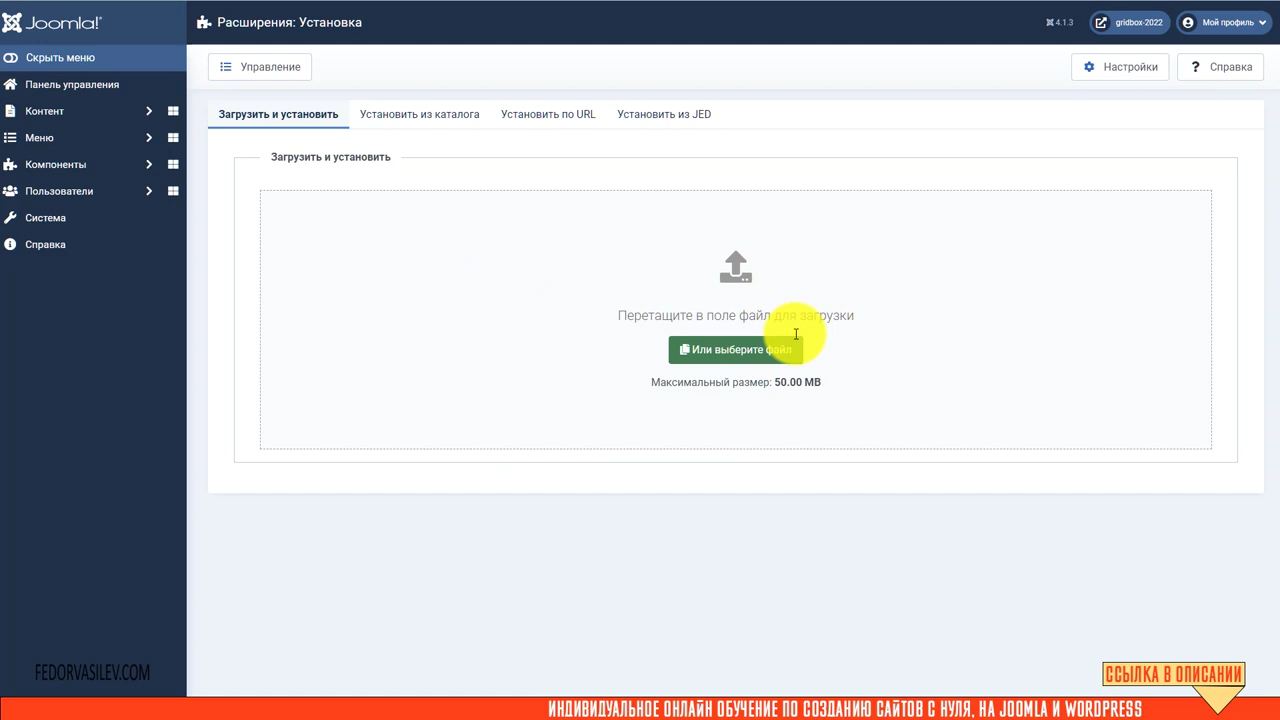 Joomla!
Расширения: Установка
4.1.3
gridbox-2022
Мой профиль
Скрыть меню
Панель управления
Контент
Меню
Компоненты
Пользователи
Система
Справка
Управление
Настройки
? Справка
Загрузить и установить
Установить из каталога
Установить по URL
Установить из JED
Загрузить и установить
Перетащите в поле файл для загрузки
Или выберите файл
Максимальный размер: 50.00 MB
FEDORVASILEV.COM
ССЫЛКА В ОПИСАНИИ
ИНДИВИДУАЛЬНОЕ ОНЛАЙН ОБУЧЕНИЕ ПО СОЗДАНИЮ САЙТОВ С НУЛЯ, НА JOOMLA И WORDPRESS